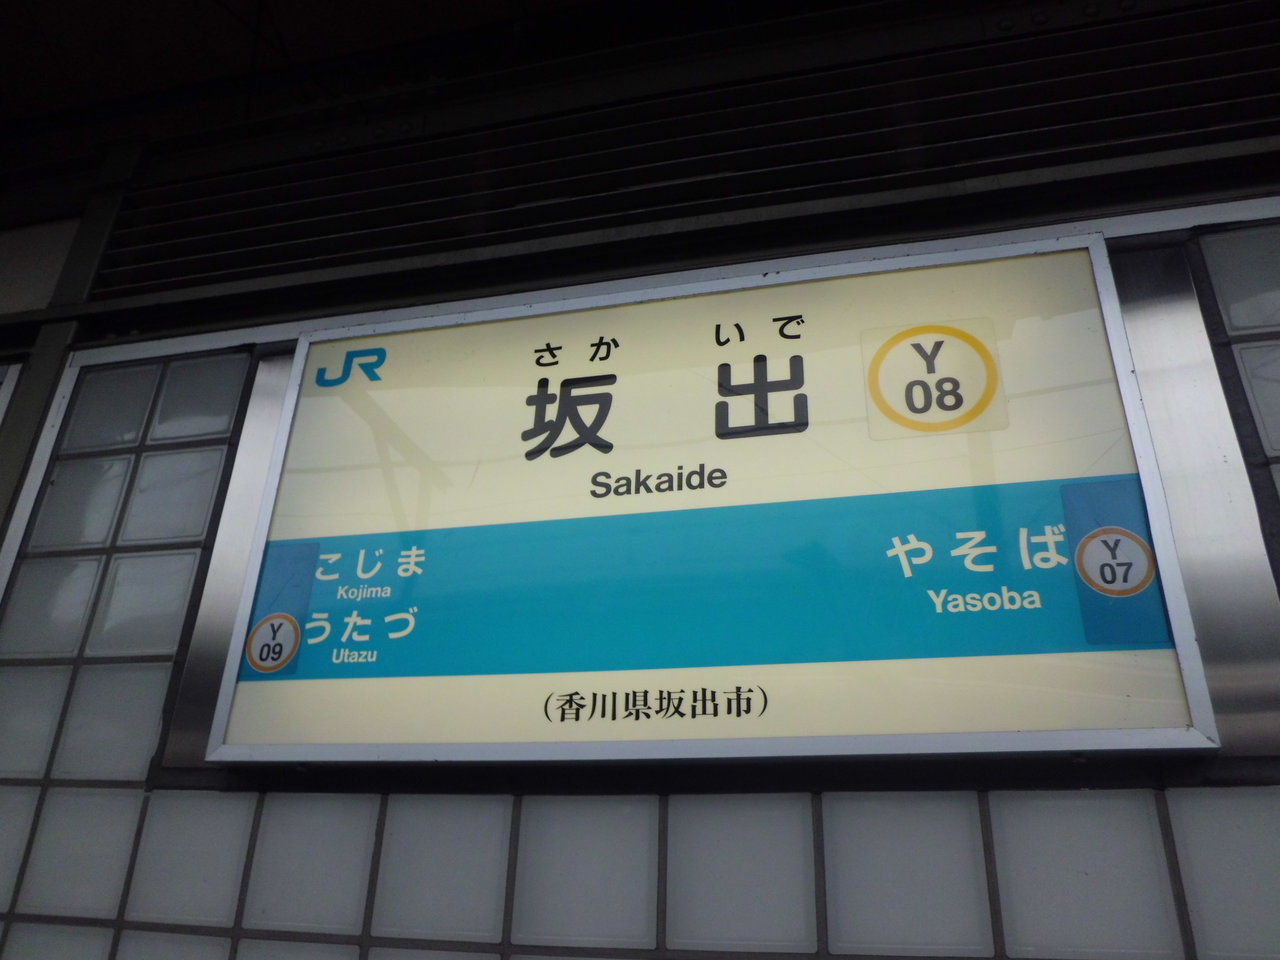 JR
さか いで
坂 出
Sakaide
Y
08
こじま
Kojima
うたづ
Utazu
Y
09
やそば
Yasoba
Y
07
（香川県坂出市）